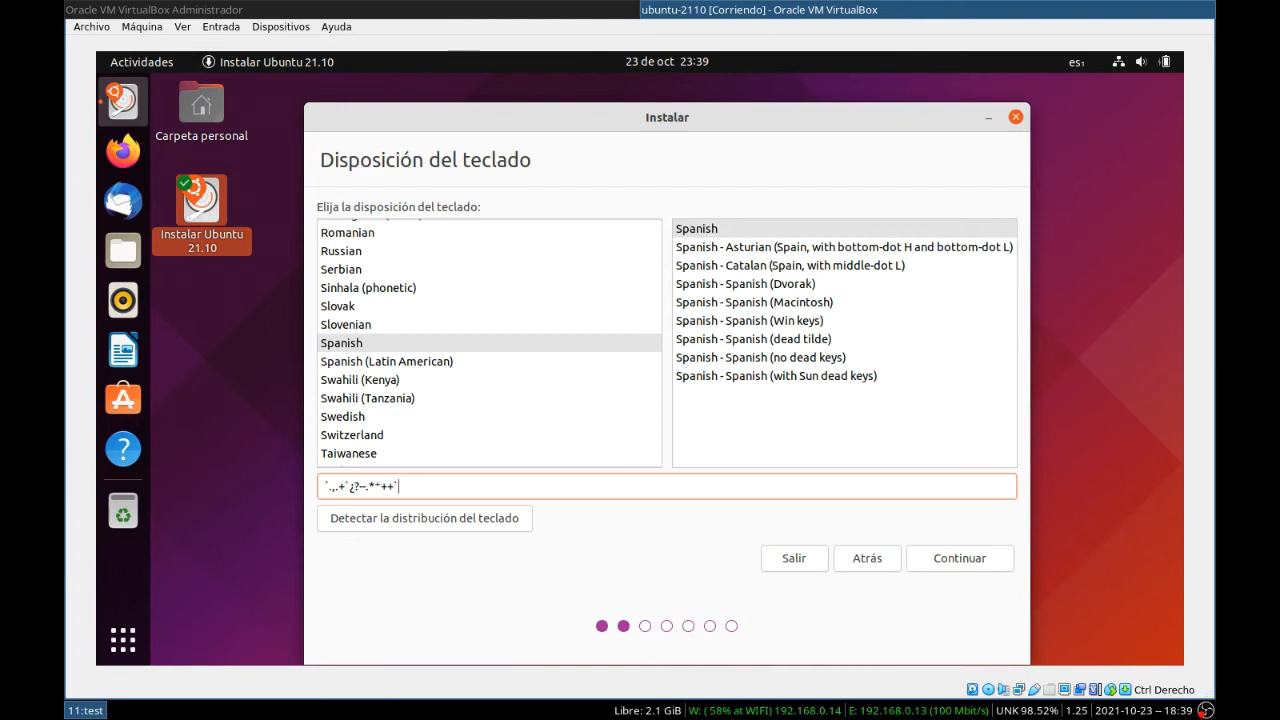 Oracle VM VirtualBox Administrador
ubuntu-2110 [Corriendo] - Oracle VM VirtualBox
Archivo Máquina Ver Entrada Dispositivos Ayuda
Actividades Instalar Ubuntu 21.10 23 de oct 23:39 es₁
Carpeta personal
Instalar Ubuntu
21.10
Instalar
Disposición del teclado
Elija la disposición del teclado:
Romanian
Russian
Serbian
Sinhala (phonetic)
Slovak
Slovenian
Spanish
Spanish (Latin American)
Swahili (Kenya)
Swahili (Tanzania)
Swedish
Switzerland
Taiwanese
Spanish
Spanish - Asturian (Spain, with bottom-dot H and bottom-dot L)
Spanish - Catalan (Spain, with middle-dot L)
Spanish - Spanish (Dvorak)
Spanish - Spanish (Macintosh)
Spanish - Spanish (Win keys)
Spanish - Spanish (dead tilde)
Spanish - Spanish (no dead keys)
Spanish - Spanish (with Sun dead keys)
Detectar la distribución del teclado
Salir Atrás Continuar
Ctrl Derecho
11:test
Libre: 2.1 GiB | W: ( 58% at WIFI) 192.168.0.14 | E: 192.168.0.13 (100 Mbit/s) | UNK 98.52% | 1.25 | 2021-10-23 -- 18:39